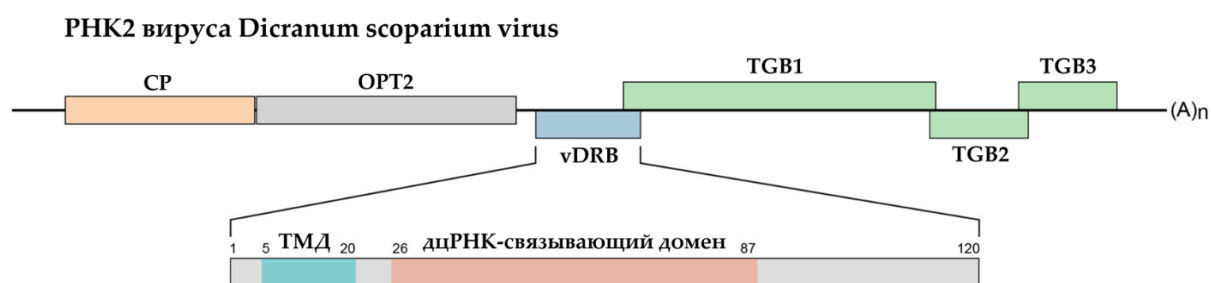 РНК2 вируса Dicranum scoparium virus
CP
ОРТ2
TGB1
TGB3
(A)n
vDRB
TGB2
1 5 ТМД 20 26 дцРНК-связывающий домен 87 120